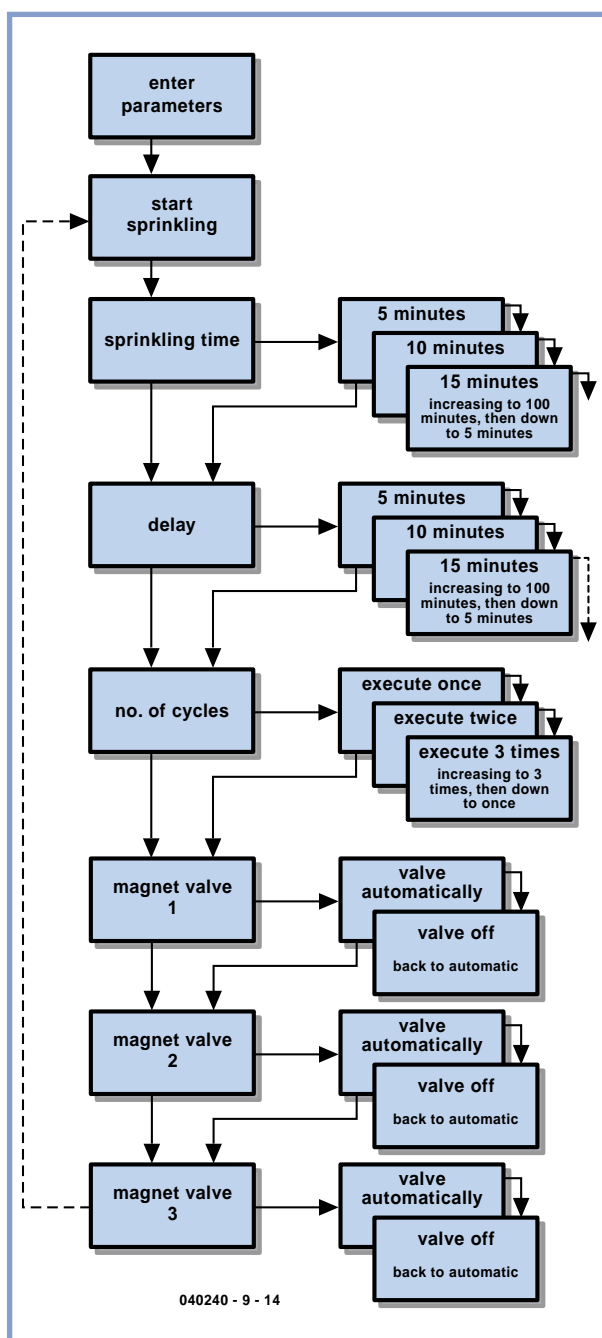 enter
parameters
start
sprinkling
sprinkling time
5 minutes
10 minutes
15 minutes
increasing to 100
minutes, then down
to 5 minutes
delay
5 minutes
10 minutes
15 minutes
increasing to 100
minutes, then down
to 5 minutes
no. of cycles
execute once
execute twice
execute 3 times
increasing to 3
times, then down
to once
magnet valve
1
valve
automatically
valve off
back to automatic
magnet valve
2
valve
automatically
valve off
back to automatic
magnet valve
3
valve
automatically
valve off
back to automatic
040240 - 9 - 14